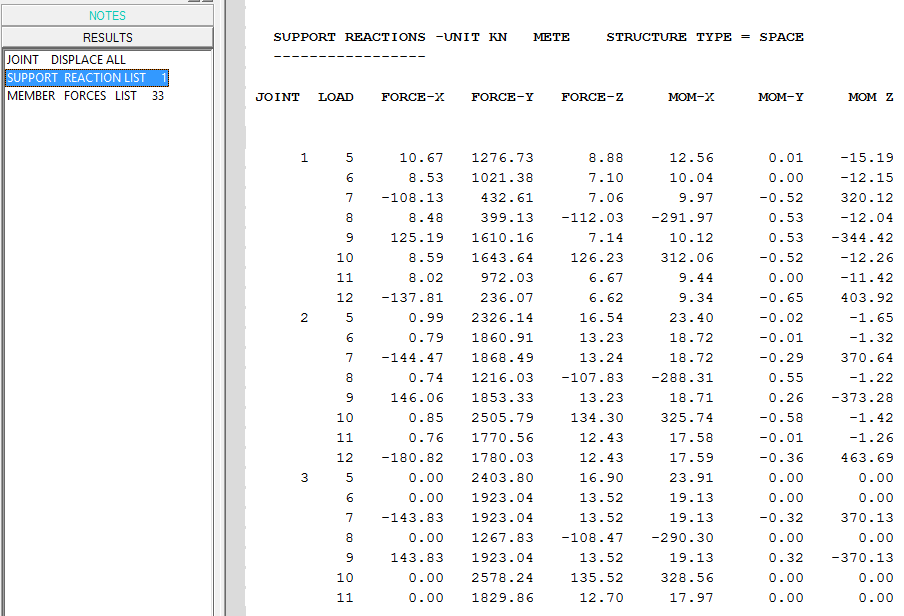 NOTES
RESULTS
JOINT DISPLACE ALL
SUPPORT REACTION LIST 1
MEMBER FORCES LIST 33
SUPPORT REACTIONS -UNIT KN METE STRUCTURE TYPE = SPACE
-----------------
JOINT LOAD FORCE-X FORCE-Y FORCE-Z MOM-X MOM-Y MOM Z
1 5 10.67 1276.73 8.88 12.56 0.01 -15.19
6 8.53 1021.38 7.10 10.04 0.00 -12.15
7 -108.13 432.61 7.06 9.97 -0.52 320.12
8 8.48 399.13 -112.03 -291.97 0.53 -12.04
9 125.19 1610.16 7.14 10.12 0.53 -344.42
10 8.59 1643.64 126.23 312.06 -0.52 -12.26
11 8.02 972.03 6.67 9.44 0.00 -11.42
12 -137.81 236.07 6.62 9.34 -0.65 403.92
2 5 0.99 2326.14 16.54 23.40 -0.02 -1.65
6 0.79 1860.91 13.23 18.72 -0.01 -1.32
7 -144.47 1868.49 13.24 18.72 -0.29 370.64
8 0.74 1216.03 -107.83 -288.31 0.55 -1.22
9 146.06 1853.33 13.23 18.71 0.26 -373.28
10 0.85 2505.79 134.30 325.74 -0.58 -1.42
11 0.76 1770.56 12.43 17.58 -0.01 -1.26
12 -180.82 1780.03 12.43 17.59 -0.36 463.69
3 5 0.00 2403.80 16.90 23.91 0.00 0.00
6 0.00 1923.04 13.52 19.13 0.00 0.00
7 -143.83 1923.04 13.52 19.13 -0.32 370.13
8 0.00 1267.83 -108.47 -290.30 0.00 0.00
9 143.83 1923.04 13.52 19.13 0.32 -370.13
10 0.00 2578.24 135.52 328.56 0.00 0.00
11 0.00 1829.86 12.70 17.97 0.00 0.00